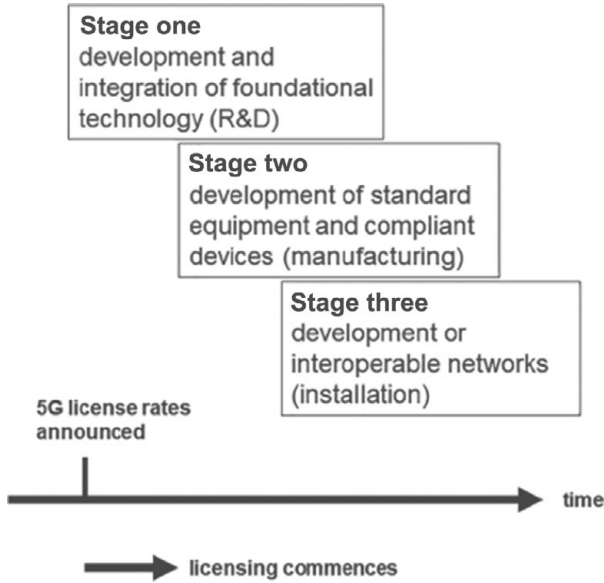 Stage one
development and
integration of foundational
technology (R&D)
Stage two
development of standard
equipment and compliant
devices (manufacturing)
Stage three
development or
interoperable networks
(installation)
5G license rates
announced
time
licensing commences